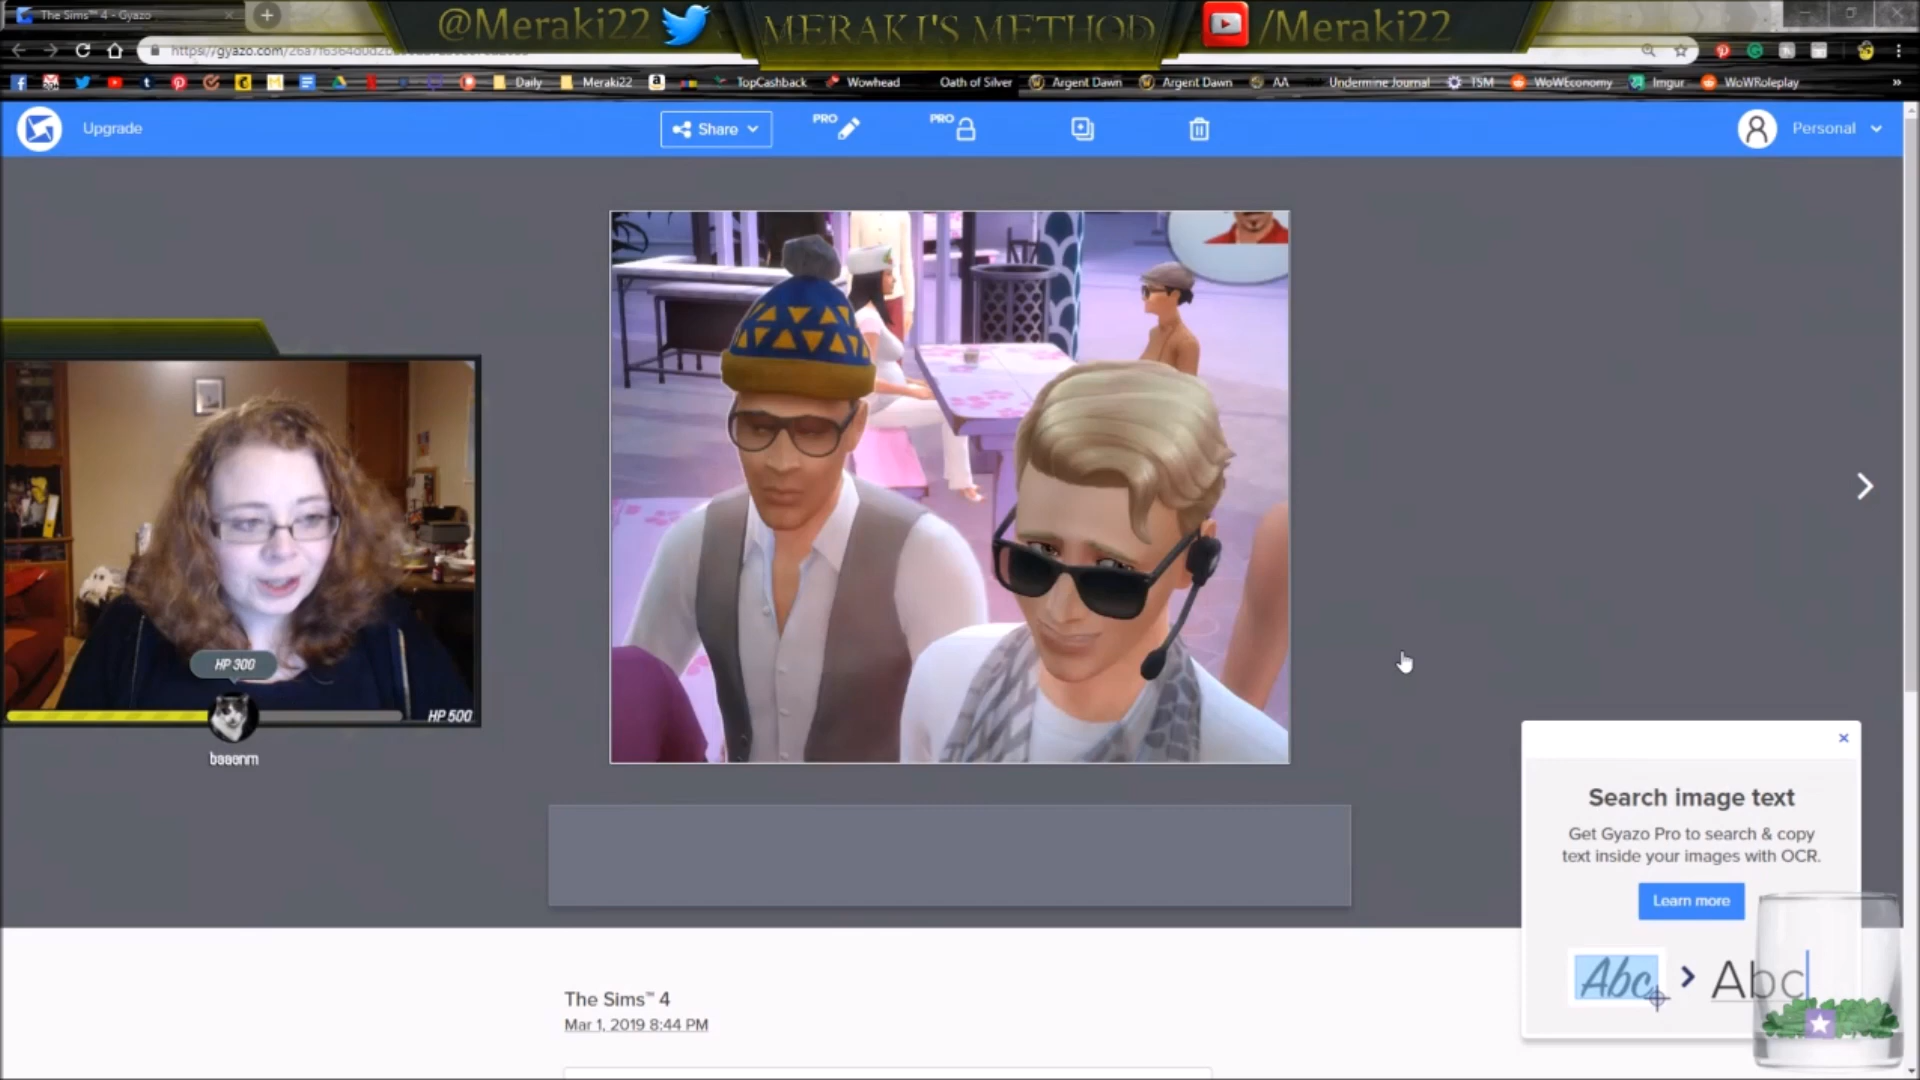 The Sims™ 4 - Gyazo
@Meraki22
MERAKI'S METHOD
/Meraki22
Daily
Meraki22
TopCashback
Wowhead
Oath of Silver
Argent Dawn
Argent Dawn
AA
Undermine Journal
TSM
WoWEconomy
Imgur
WoWRoleplay
»
Upgrade
Share
PRO
PRO
Personal
HP 300
HP 500
baaenm
Search image text
Get Gyazo Pro to search & copy
text inside your images with OCR.
Learn more
Abc
Abc
The Sims™ 4
Mar 1, 2019 8:44 PM